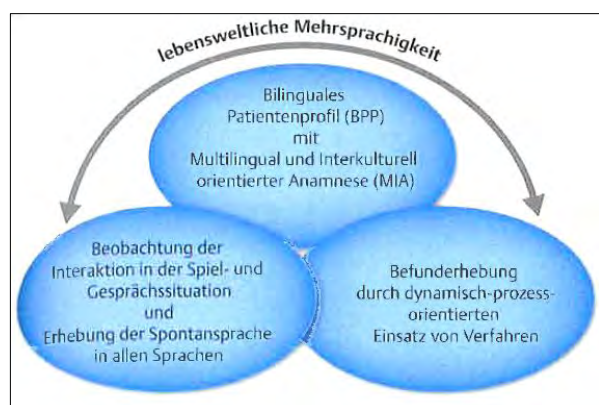 lebensweltliche Mehrsprachigkeit
Bilinguales
Patientenprofil (BPP)
mit
Multilingual und Interkulturell
orientierter Anamnese (MIA)
Beobachtung der
Interaktion in der Spiel- und
Gesprächssituation
und
Erhebung der Spontansprache
in allen Sprachen
Befunderhebung
durch dynamisch-prozess-
orientierten
Einsatz von Verfahren